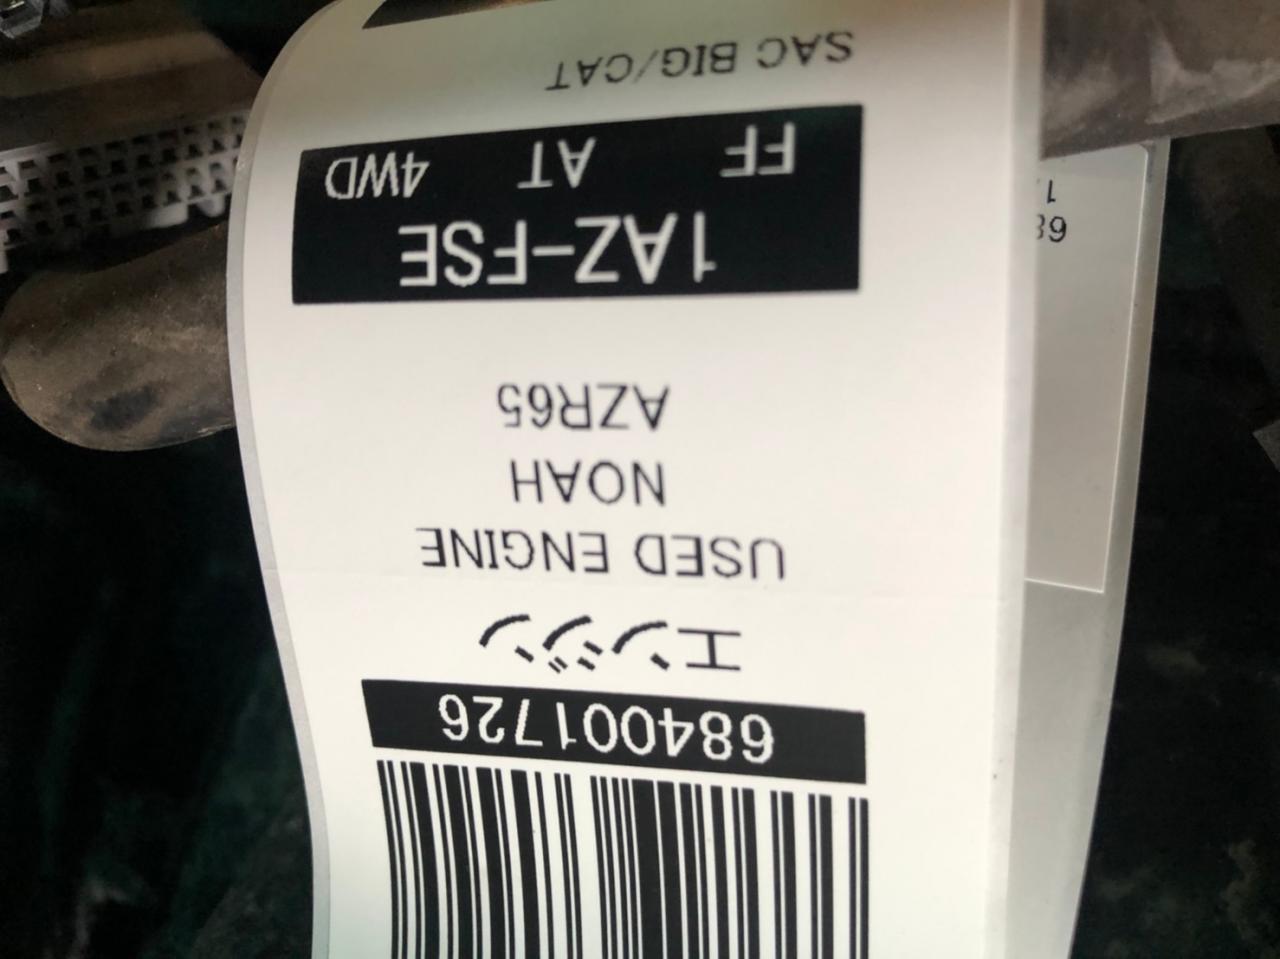 684001726
エンジン
USED ENGINE
NOAH
AZR65
1AZ-FSE
FF AT 4WD
SAC BIG/CAT